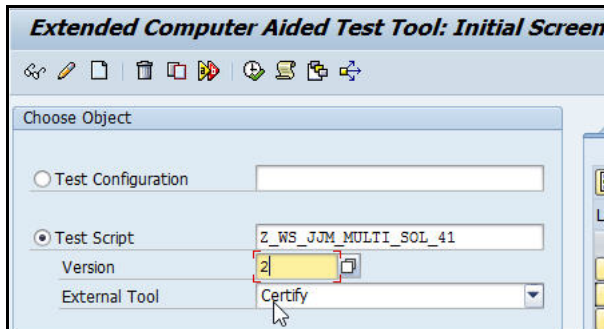 Extended Computer Aided Test Tool: Initial Screen
Choose Object
Test Configuration
Test Script Z_WS_JJM_MULTI_SOL_41
Version 2
External Tool Certify
L